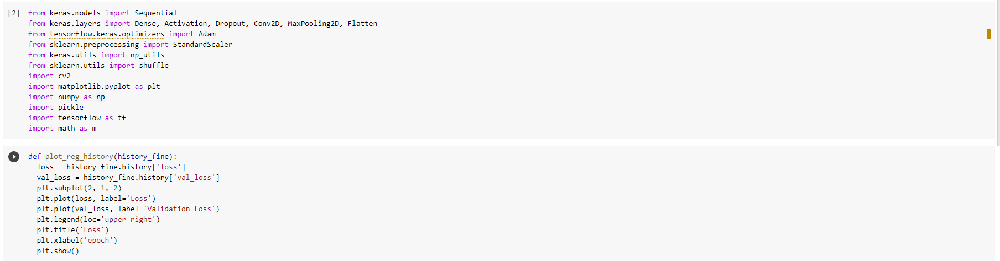 [2] from keras.models import Sequential
from keras.layers import Dense, Activation, Dropout, Conv2D, MaxPooling2D, Flatten
from tensorflow.keras.optimizers import Adam
from sklearn.preprocessing import StandardScaler
from keras.utils import np_utils
from sklearn.utils import shuffle
import cv2
import matplotlib.pyplot as plt
import numpy as np
import pickle
import tensorflow as tf
import math as m
def plot_reg_history(history_fine):
  loss = history_fine.history['loss']
  val_loss = history_fine.history['val_loss']
  plt.subplot(2, 1, 2)
  plt.plot(loss, label='Loss')
  plt.plot(val_loss, label='Validation Loss')
  plt.legend(loc='upper right')
  plt.title('Loss')
  plt.xlabel('epoch')
  plt.show()